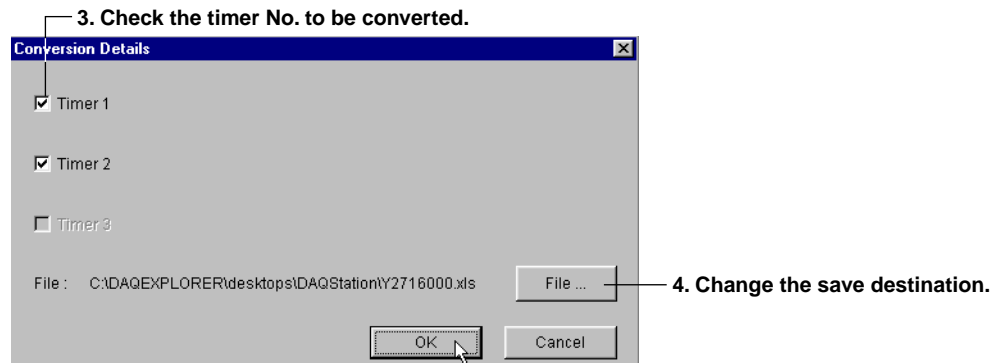 3. Check the timer No. to be converted.
Conversion Details
Timer 1
Timer 2
Timer 3
File : C:\DAQEXPLORER\desktops\DAQStation\Y2716000.xls File ... 4. Change the save destination.
OK Cancel